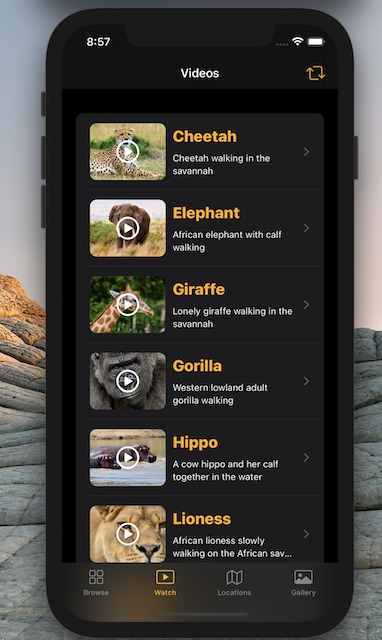 8:57
Videos
Cheetah
Cheetah walking in the
savannah
Elephant
African elephant with calf
walking
Giraffe
Lonely giraffe walking in the
savannah
Gorilla
Western lowland adult
gorilla walking
Hippo
A cow hippo and her calf
together in the water
Lioness
African lioness slowly
walking on the African sav...
Browse
Watch
Locations
Gallery